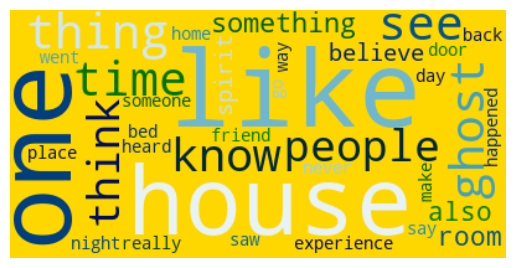 thing
home
something
see
back
went
time
spirit
way
believe
door
one
like
go
day
someone
think
ghost
happened
bed
friend
place
heard
know
people
never
house
make
also
night
really
saw
experience
say
room